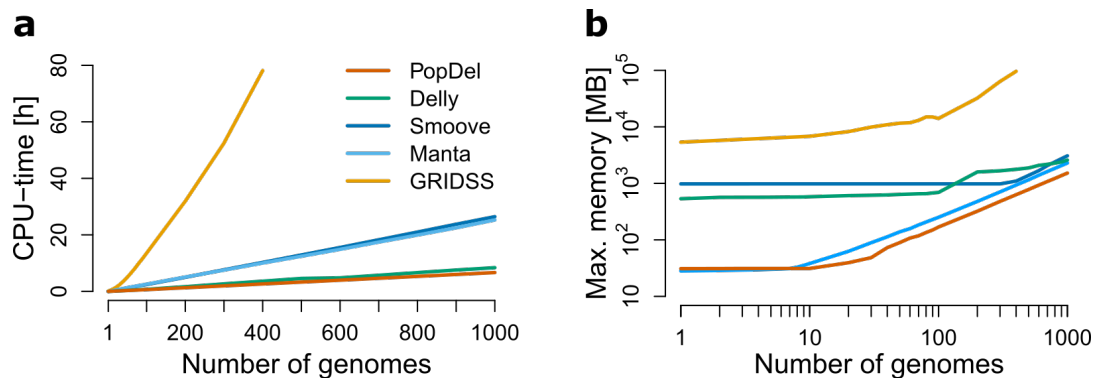 a
CPU−time [h]
0
20
40
60
80
PopDel
Delly
Smoove
Manta
GRIDSS
1 200 400 600 800 1000
Number of genomes
b
Max. memory [MB]
10
10²
10³
10⁴
10⁵
1 10 100 1000
Number of genomes